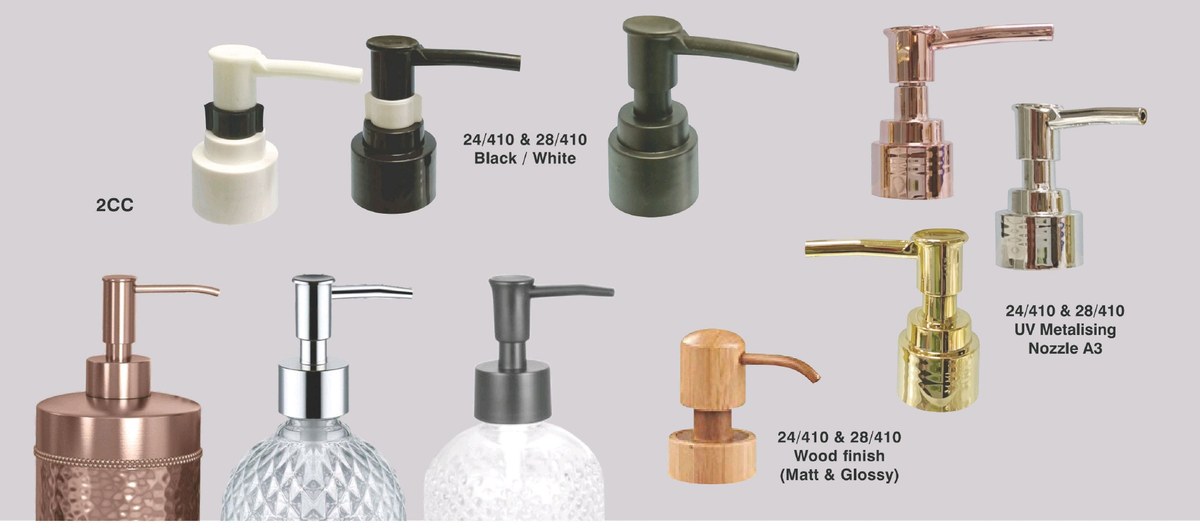 24/410 & 28/410
Black / White
2CC
24/410 & 28/410
UV Metalising
Nozzle A3
24/410 & 28/410
Wood finish
(Matt & Glossy)